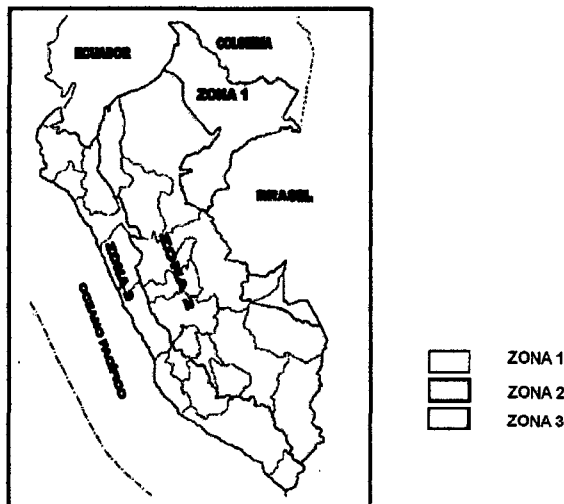 ECUADOR
COLOMBIA
ZONA 1
BRASIL
ZONA 3
ZONA 2
OCEANO PACIFICO
ZONA 1
ZONA 2
ZONA 3